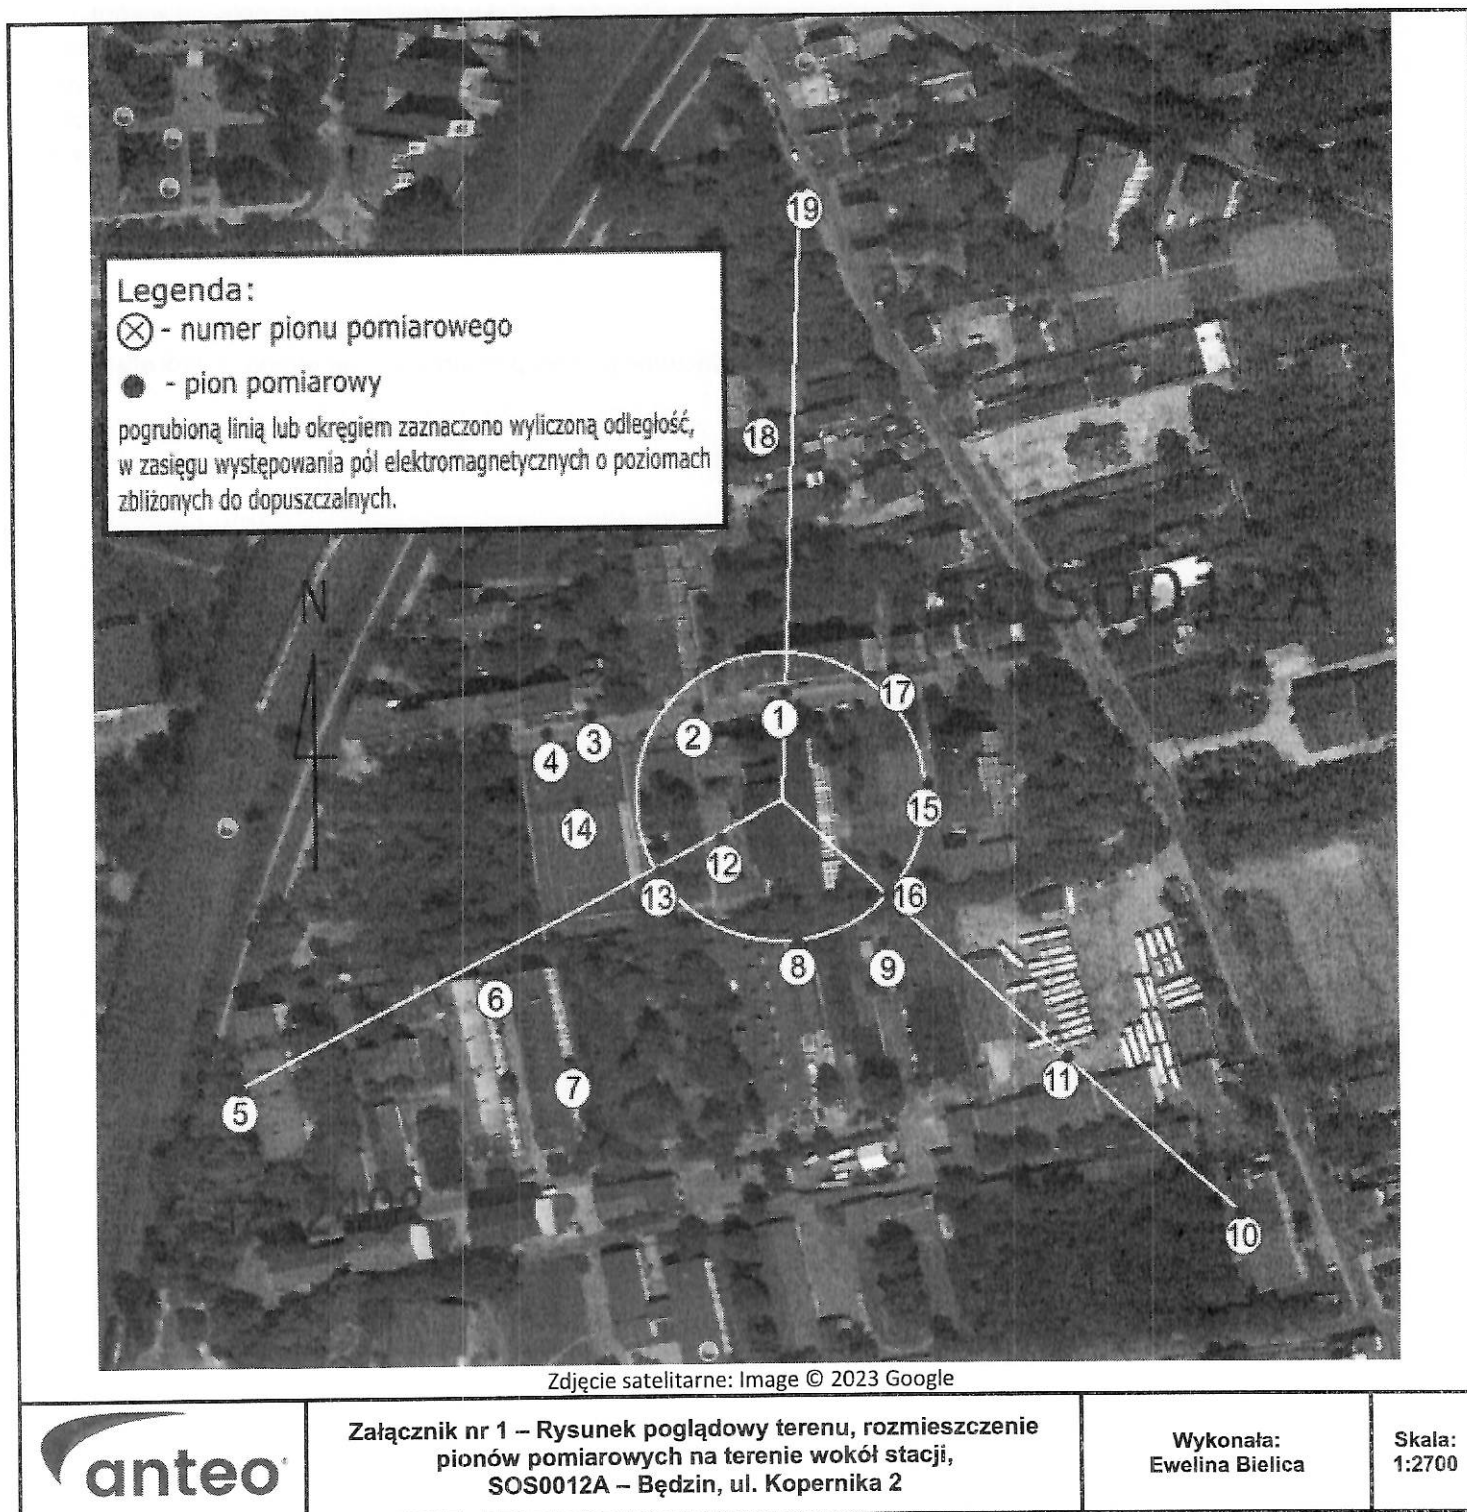 19
Legenda:
- numer pionu pomiarowego
- pion pomiarowy
pogrubioną linią lub okręgiem zaznaczono wyliczoną odległość,
w zasięgu występowania pól elektromagnetycznych o poziomach
zbliżonych do dopuszczalnych.
18
N
17
1
2
3
4
15
14
12
13
16
8
9
6
7
11
5
10
Zdjęcie satelitarne: Image © 2023 Google
anteo
Załącznik nr 1 – Rysunek poglądowy terenu, rozmieszczenie
pionów pomiarowych na terenie wokół stacji,
SOS0012A – Będzin, ul. Kopernika 2
Wykonała:
Ewelina Bielica
Skala:
1:2700